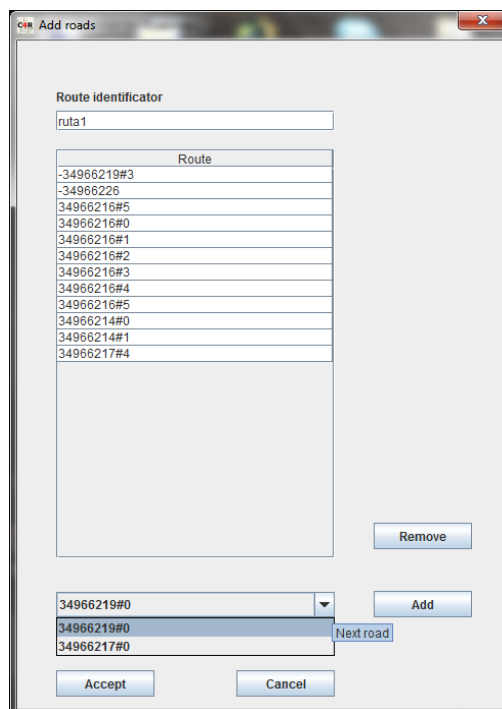 C4R Add roads
Route identificator
ruta1
Route
-34966219#3
-34966226
34966216#5
34966216#0
34966216#1
34966216#2
34966216#3
34966216#4
34966216#5
34966214#0
34966214#1
34966217#4
Remove
34966219#0
Add
34966219#0
Next road
34966217#0
Accept
Cancel